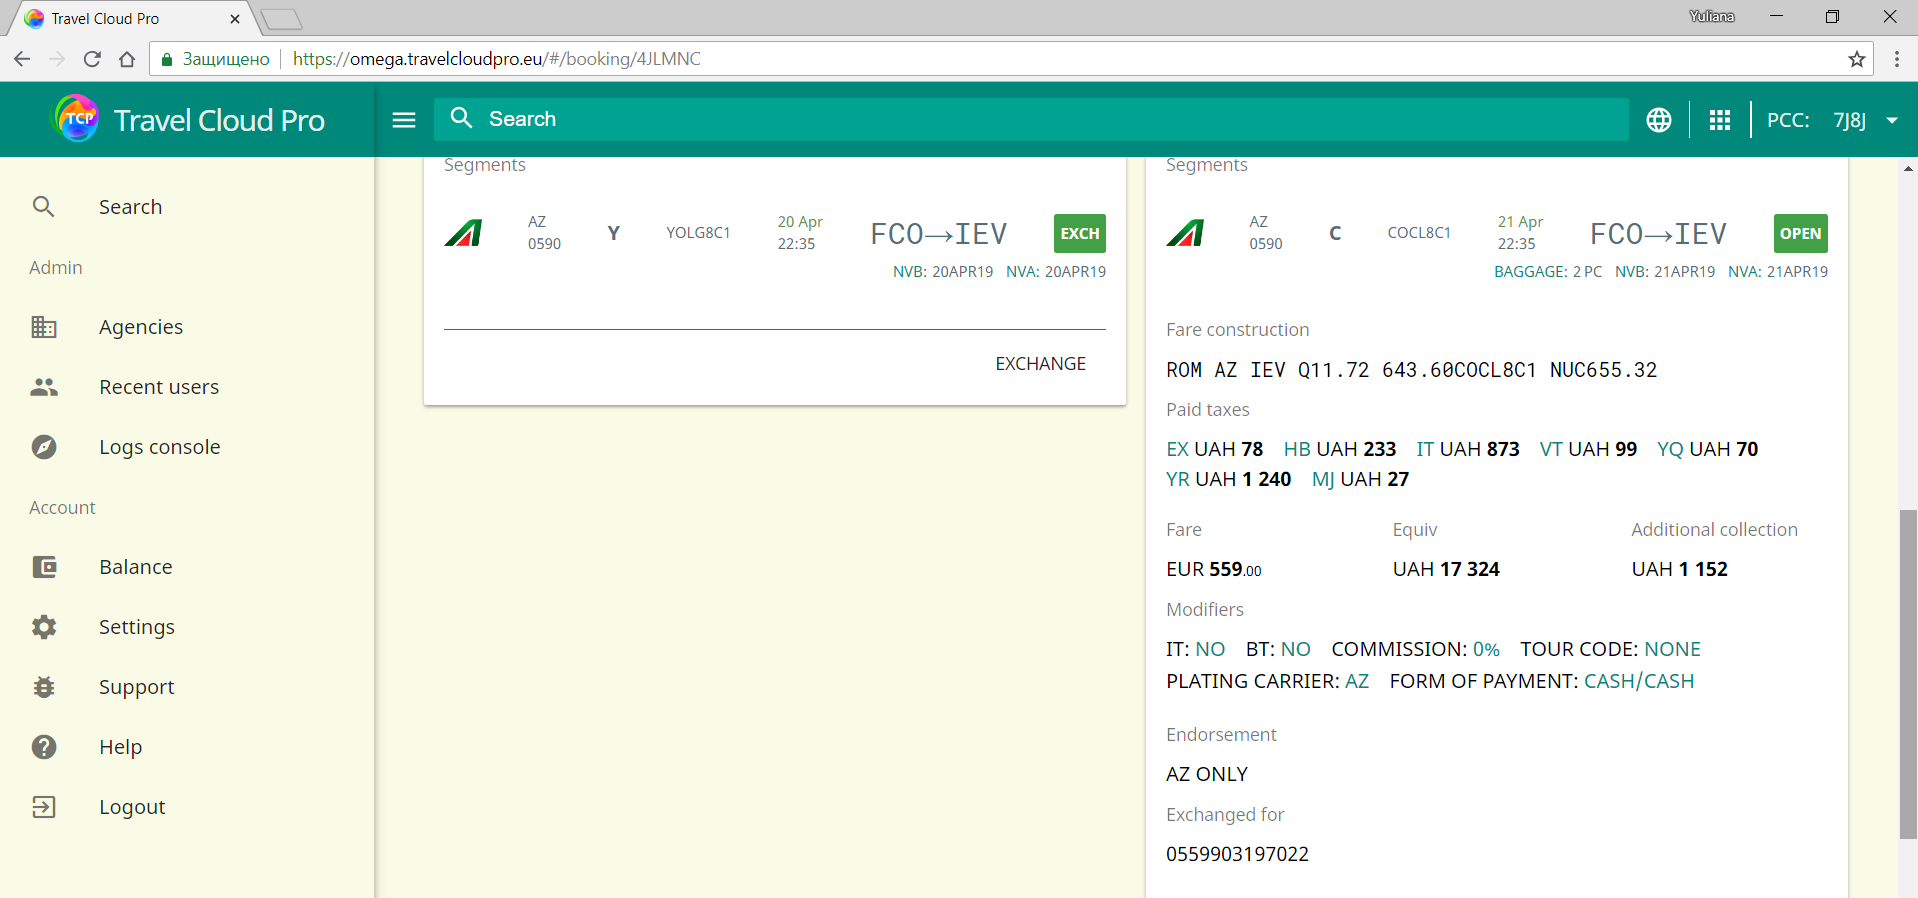 Travel Cloud Pro
Yuliana
Защищено
https://omega.travelcloudpro.eu/#/booking/4JLMNC
TCP Travel Cloud Pro
Search
PCC: 7J8J
Search
Admin
Agencies
Recent users
Logs console
Account
Balance
Settings
Support
Help
Logout
Segments
AZ 0590 Y YOLG8C1 20 Apr 22:35 FCO→IEV EXCH
NVB: 20APR19 NVA: 20APR19
EXCHANGE
Segments
AZ 0590 C COCL8C1 21 Apr 22:35 FCO→IEV OPEN
BAGGAGE: 2 PC NVB: 21APR19 NVA: 21APR19
Fare construction
ROM AZ IEV Q11.72 643.60COCL8C1 NUC655.32
Paid taxes
EX UAH 78 HB UAH 233 IT UAH 873 VT UAH 99 YQ UAH 70
YR UAH 1 240 MJ UAH 27
Fare Equiv Additional collection
EUR 559.00 UAH 17 324 UAH 1 152
Modifiers
IT: NO BT: NO COMMISSION: 0% TOUR CODE: NONE
PLATING CARRIER: AZ FORM OF PAYMENT: CASH/CASH
Endorsement
AZ ONLY
Exchanged for
0559903197022